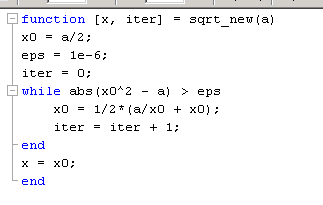 function [x, iter] = sqrt_new(a)
x0 = a/2;
eps = 1e-6;
iter = 0;
while abs(x0^2 - a) > eps
    x0 = 1/2*(a/x0 + x0);
    iter = iter + 1;
end
x = x0;
end